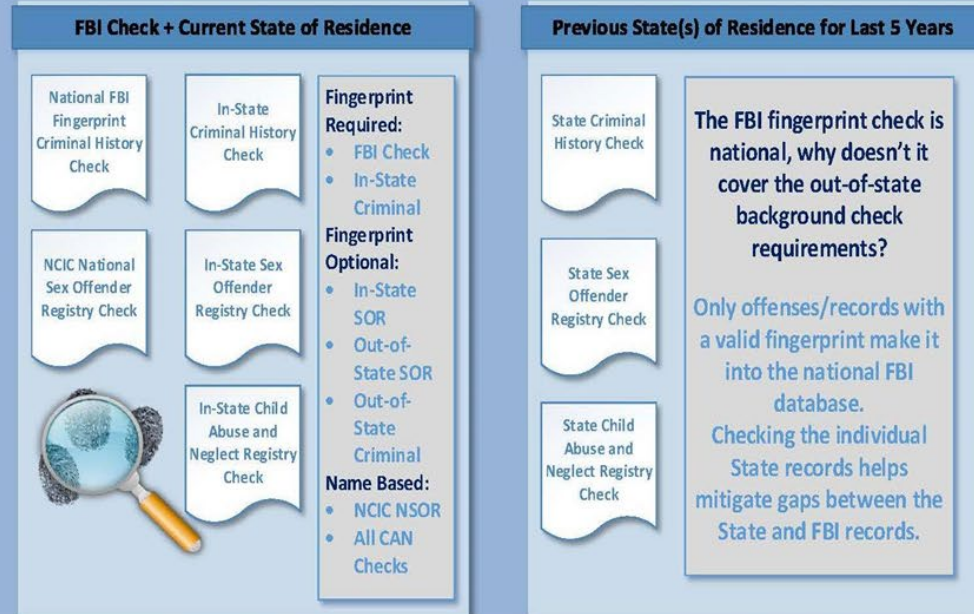 FBI Check + Current State of Residence
National FBI
Fingerprint
Criminal History
Check
In-State
Criminal History
Check
NCIC National
Sex Offender
Registry Check
In-State Sex
Offender
Registry Check
In-State Child
Abuse and
Neglect Registry
Check
Fingerprint
Required:
• FBI Check
• In-State
Criminal
Fingerprint
Optional:
• In-State
SOR
• Out-of-
State SOR
• Out-of-
State
Criminal
Name Based:
• NCIC NSOR
• All CAN
Checks
Previous State(s) of Residence for Last 5 Years
State Criminal
History Check
State Sex
Offender
Registry Check
State Child
Abuse and
Neglect Registry
Check
The FBI fingerprint check is
national, why doesn't it
cover the out-of-state
background check
requirements?
Only offenses/records with
a valid fingerprint make it
into the national FBI
database.
Checking the individual
State records helps
mitigate gaps between the
State and FBI records.